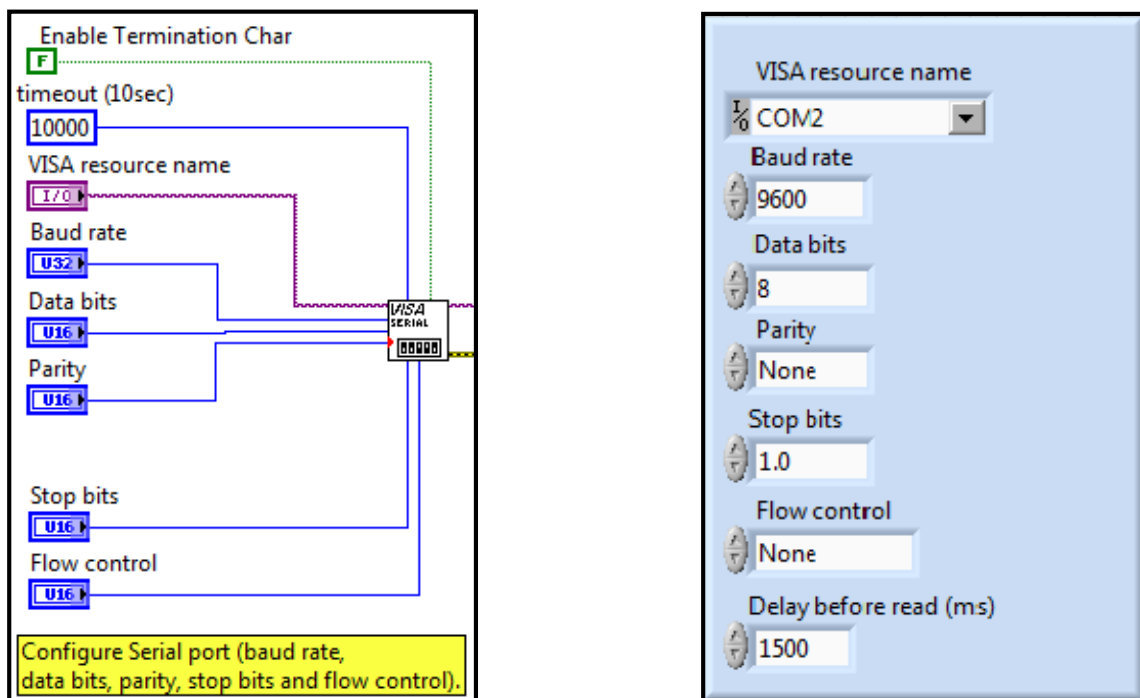 Enable Termination Char
F
timeout (10sec)
10000
VISA resource name
I/O
Baud rate
U32
Data bits
U16
Parity
U16
VISA
SERIAL
Stop bits
U16
Flow control
U16
Configure Serial port (baud rate,
data bits, parity, stop bits and flow control).
VISA resource name
I/O COM2
Baud rate
9600
Data bits
8
Parity
None
Stop bits
1.0
Flow control
None
Delay before read (ms)
1500